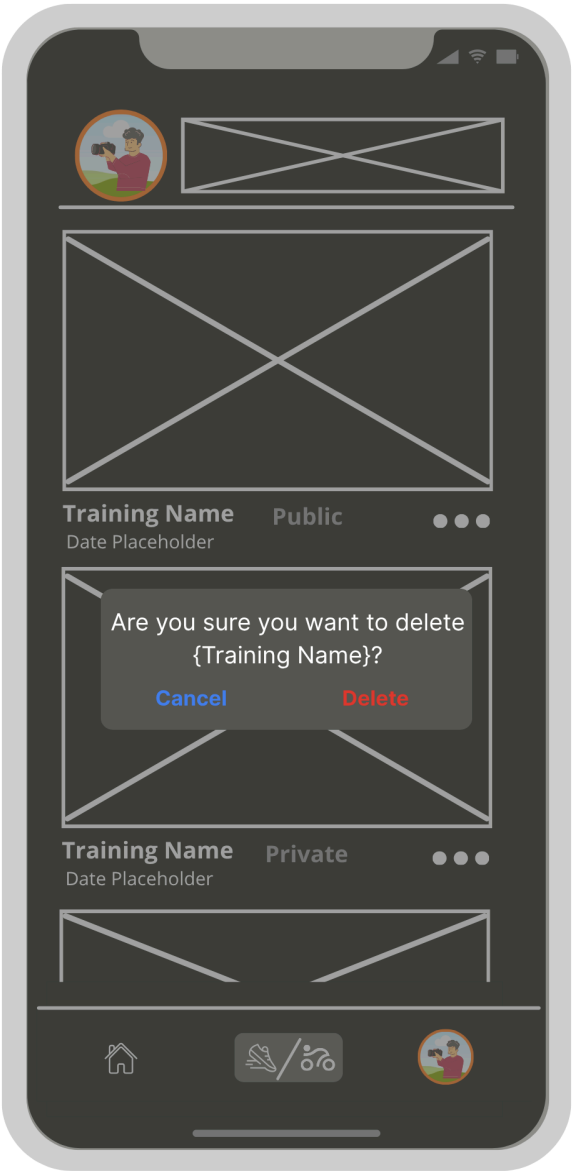 Training Name
Public
Date Placeholder
Are you sure you want to delete
{Training Name}?
Cancel
Delete
Training Name
Private
Date Placeholder